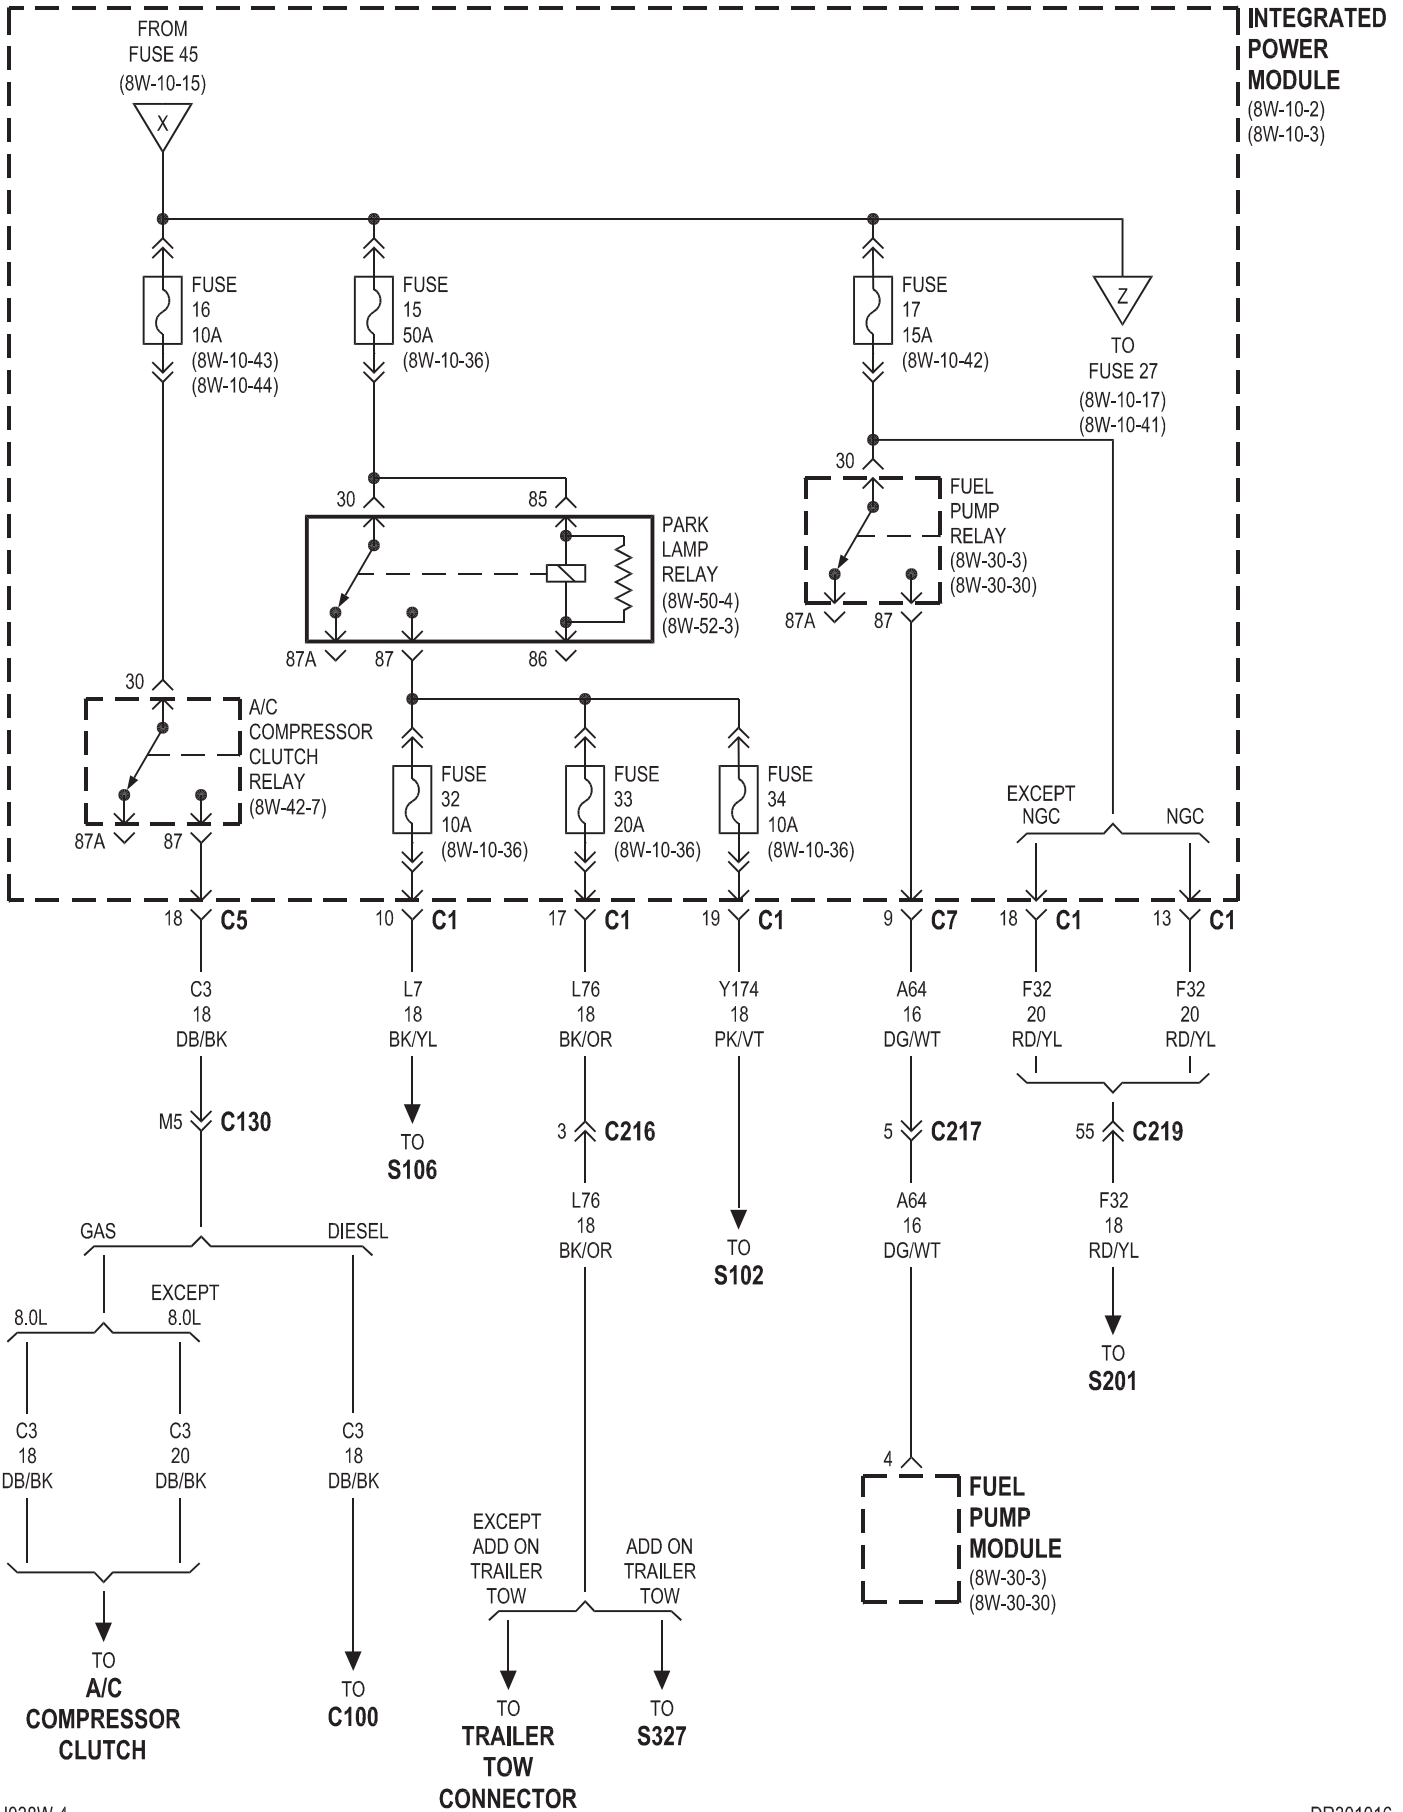 FROM
FUSE 45
(8W-10-15)
X
INTEGRATED
POWER
MODULE
(8W-10-2)
(8W-10-3)
FUSE
16
10A
(8W-10-43)
(8W-10-44)
FUSE
15
50A
(8W-10-36)
FUSE
17
15A
(8W-10-42)
Z
TO
FUSE 27
(8W-10-17)
(8W-10-41)
30
85
PARK
LAMP
RELAY
(8W-50-4)
(8W-52-3)
87A
87
86
30
FUEL
PUMP
RELAY
(8W-30-3)
(8W-30-30)
87A
87
30
A/C
COMPRESSOR
CLUTCH
RELAY
(8W-42-7)
87A
87
FUSE
32
10A
(8W-10-36)
FUSE
33
20A
(8W-10-36)
FUSE
34
10A
(8W-10-36)
EXCEPT
NGC
NGC
18 C5
10 C1
17 C1
19 C1
9 C7
18 C1
13 C1
C3
18
DB/BK
L7
18
BK/YL
L76
18
BK/OR
Y174
18
PK/VT
A64
16
DG/WT
F32
20
RD/YL
F32
20
RD/YL
M5 C130
TO
S106
3 C216
5 C217
55 C219
L76
18
BK/OR
TO
S102
A64
16
DG/WT
F32
18
RD/YL
TO
S201
GAS
DIESEL
8.0L
EXCEPT
8.0L
C3
18
DB/BK
C3
20
DB/BK
C3
18
DB/BK
4
FUEL
PUMP
MODULE
(8W-30-3)
(8W-30-30)
EXCEPT
ADD ON
TRAILER
TOW
ADD ON
TRAILER
TOW
TO
A/C
COMPRESSOR
CLUTCH
TO
C100
TO
TRAILER
TOW
CONNECTOR
TO
S327